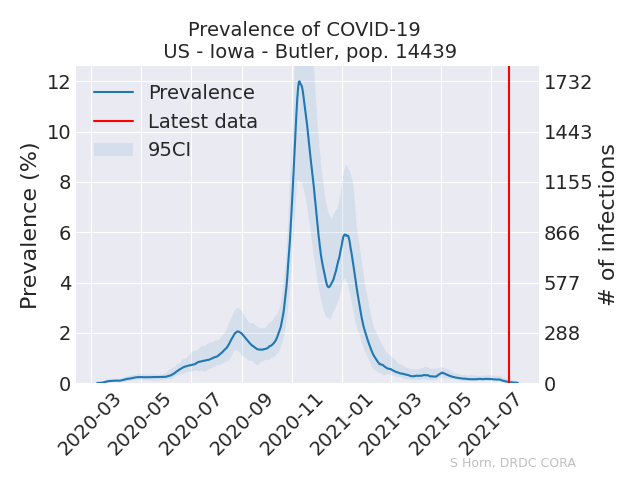 Prevalence of COVID-19
US - Iowa - Butler, pop. 14439
Prevalence
Latest data
95CI
Prevalence (%)
12
10
8
6
4
2
0
1732
1443
1155
866
577
288
0
# of infections
2020-03
2020-05
2020-07
2020-09
2020-11
2021-01
2021-03
2021-05
2021-07
S Horn, DRDC CORA